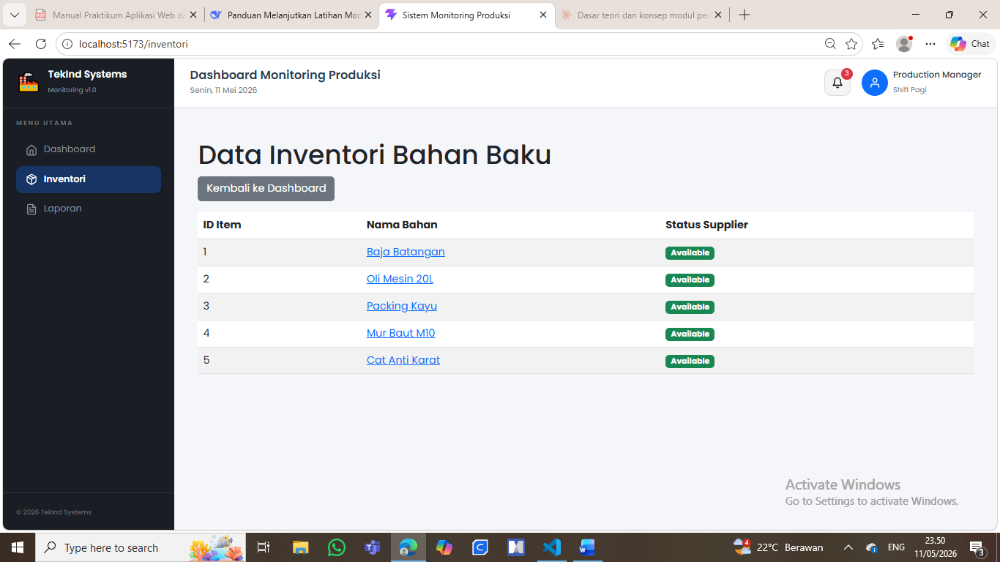 Manual Praktikum Aplikasi Web da
Panduan Melanjutkan Latihan Mod
Sistem Monitoring Produksi
Dasar teori dan konsep modul pem
localhost:5173/inventori
Chat
TekInd Systems
Monitoring v1.0
Dashboard Monitoring Produksi
Senin, 11 Mei 2026
3
Production Manager
Shift Pagi
MENU UTAMA
Dashboard
Inventori
Laporan
Data Inventori Bahan Baku
Kembali ke Dashboard
ID Item Nama Bahan Status Supplier
1 Baja Batangan Available
2 Oli Mesin 20L Available
3 Packing Kayu Available
4 Mur Baut M10 Available
5 Cat Anti Karat Available
Activate Windows
Go to Settings to activate Windows.
© 2026 TekInd Systems
Type here to search
4
22°C Berawan
ENG
23.50
11/05/2026
3